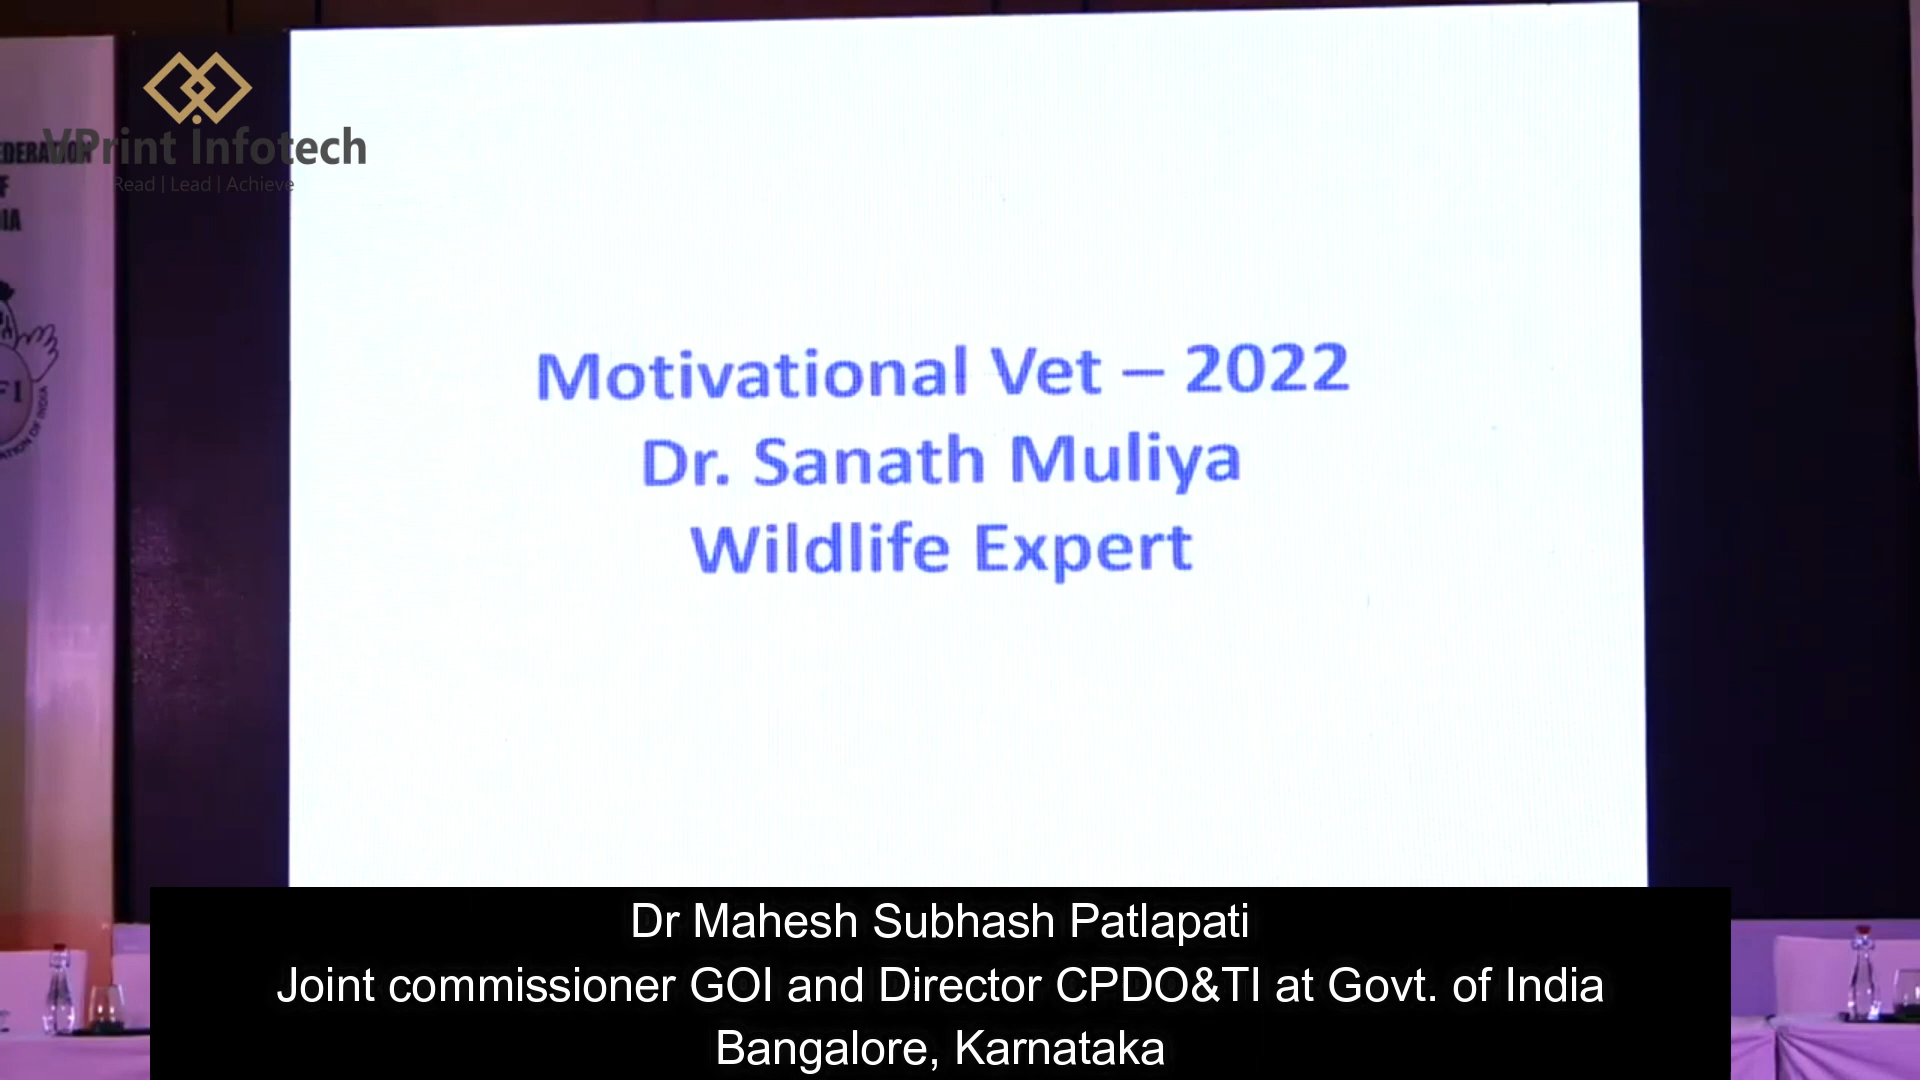 VPrint Infotech
Read | Lead | Achieve
Motivational Vet – 2022
Dr. Sanath Muliya
Wildlife Expert
Dr Mahesh Subhash Patlapati
Joint commissioner GOI and Director CPDO&TI at Govt. of India
Bangalore, Karnataka